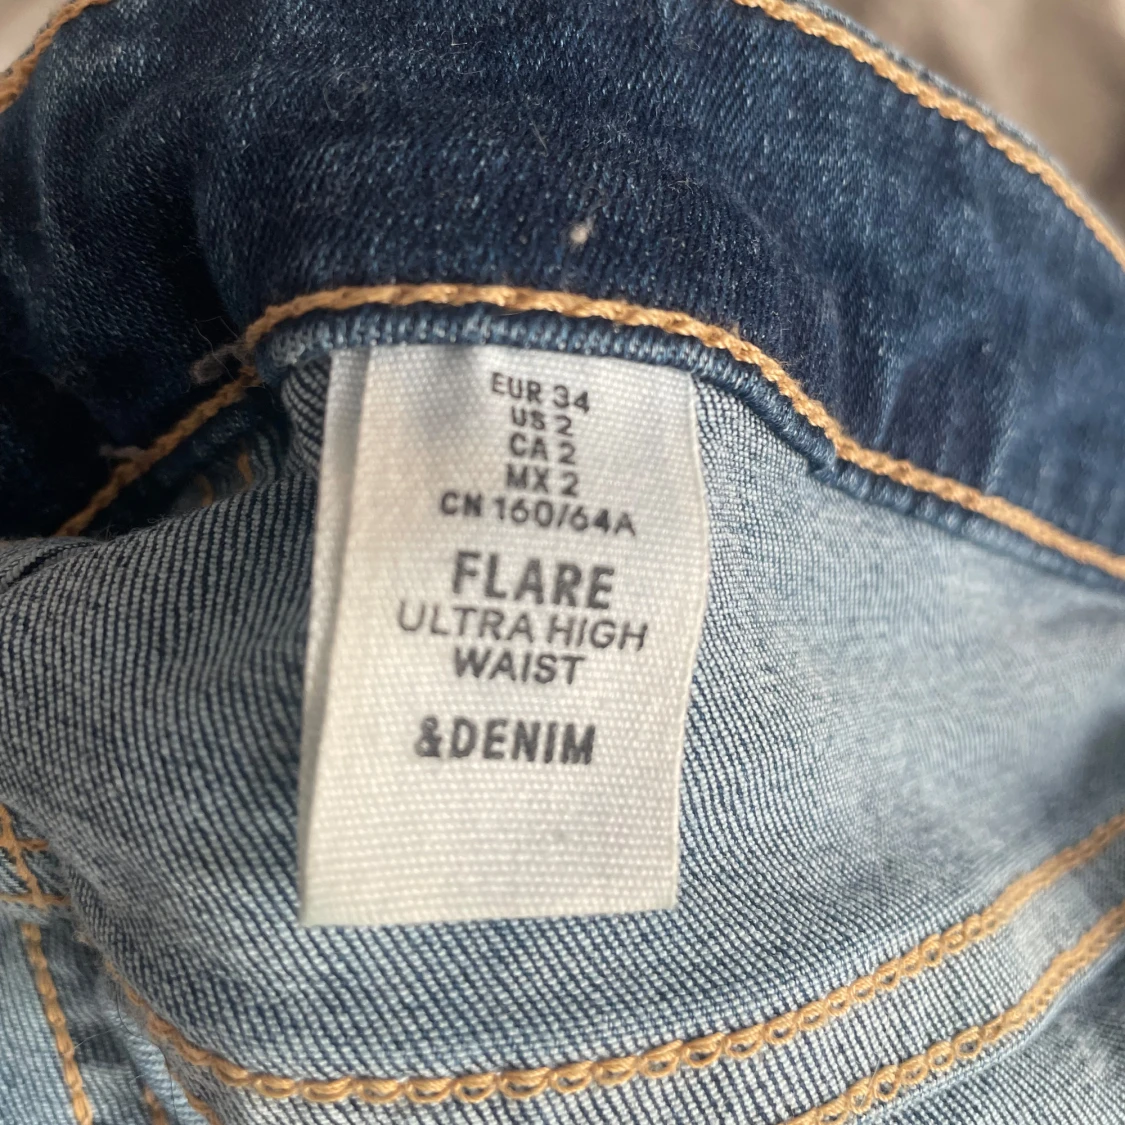 EUR 34
US 2
CA 2
MX 2
CN 160/64A
FLARE
ULTRA HIGH
WAIST
&DENIM